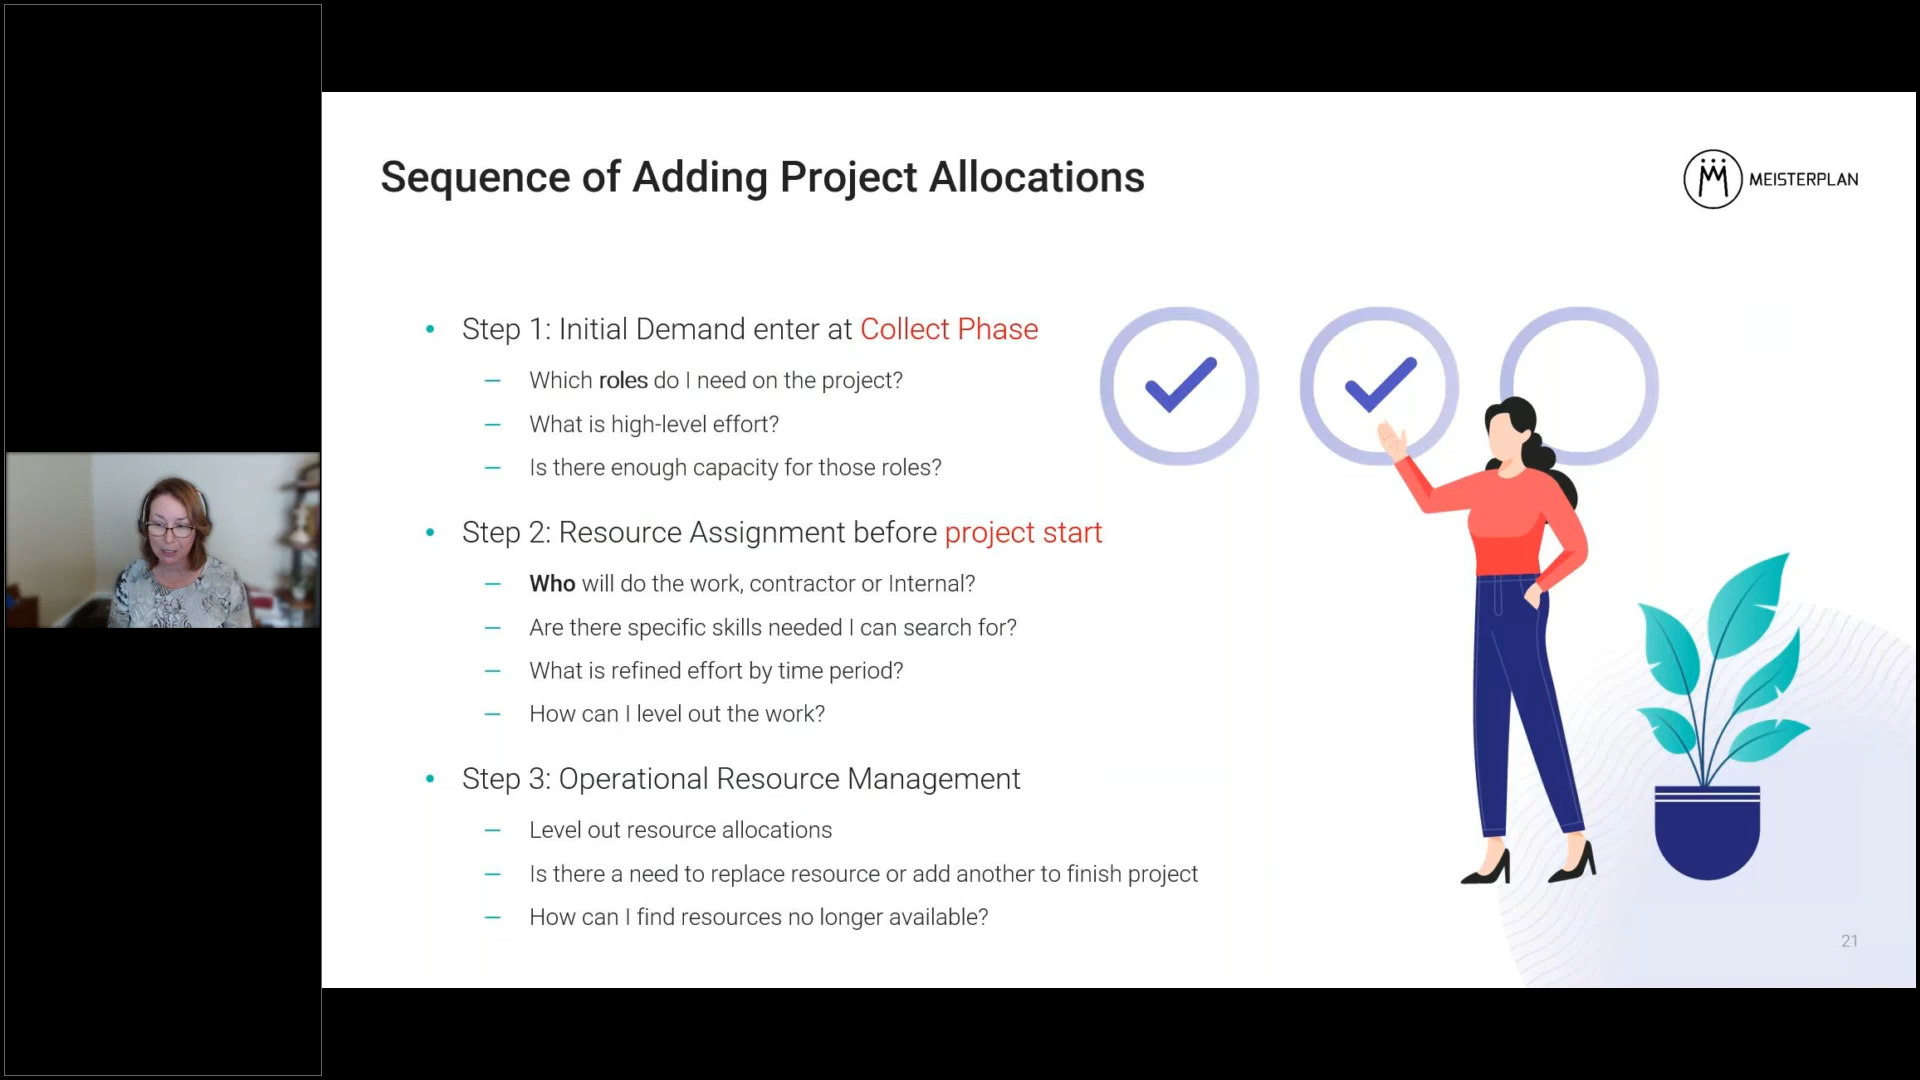 Sequence of Adding Project Allocations
MEISTERPLAN
• Step 1: Initial Demand enter at Collect Phase
– Which roles do I need on the project?
– What is high-level effort?
– Is there enough capacity for those roles?
• Step 2: Resource Assignment before project start
– Who will do the work, contractor or Internal?
– Are there specific skills needed I can search for?
– What is refined effort by time period?
– How can I level out the work?
• Step 3: Operational Resource Management
– Level out resource allocations
– Is there a need to replace resource or add another to finish project
– How can I find resources no longer available?
21